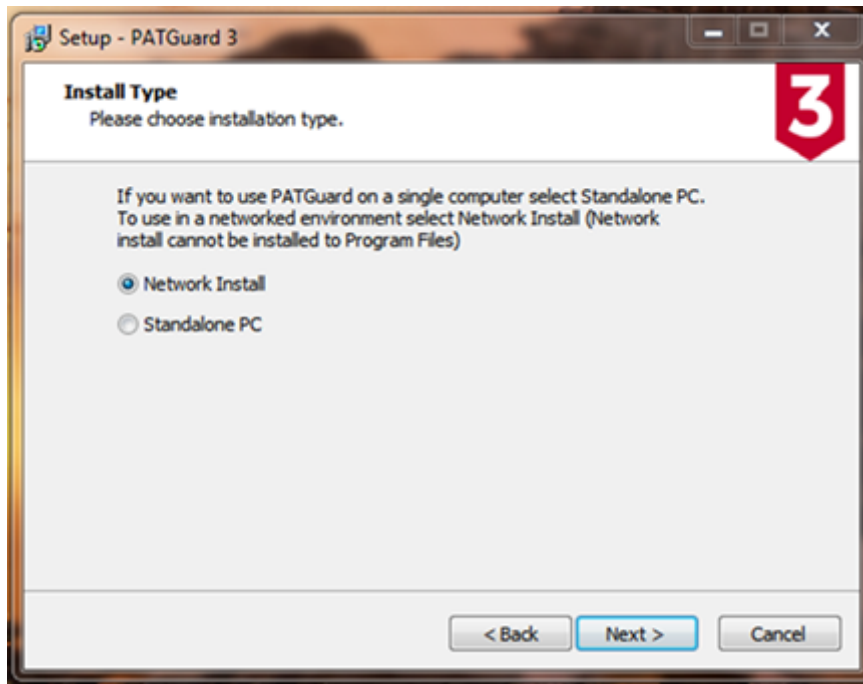 Setup - PATGuard 3
Install Type
Please choose installation type.
3
If you want to use PATGuard on a single computer select Standalone PC.
To use in a networked environment select Network Install (Network
install cannot be installed to Program Files)
Network Install
Standalone PC
< Back Next > Cancel